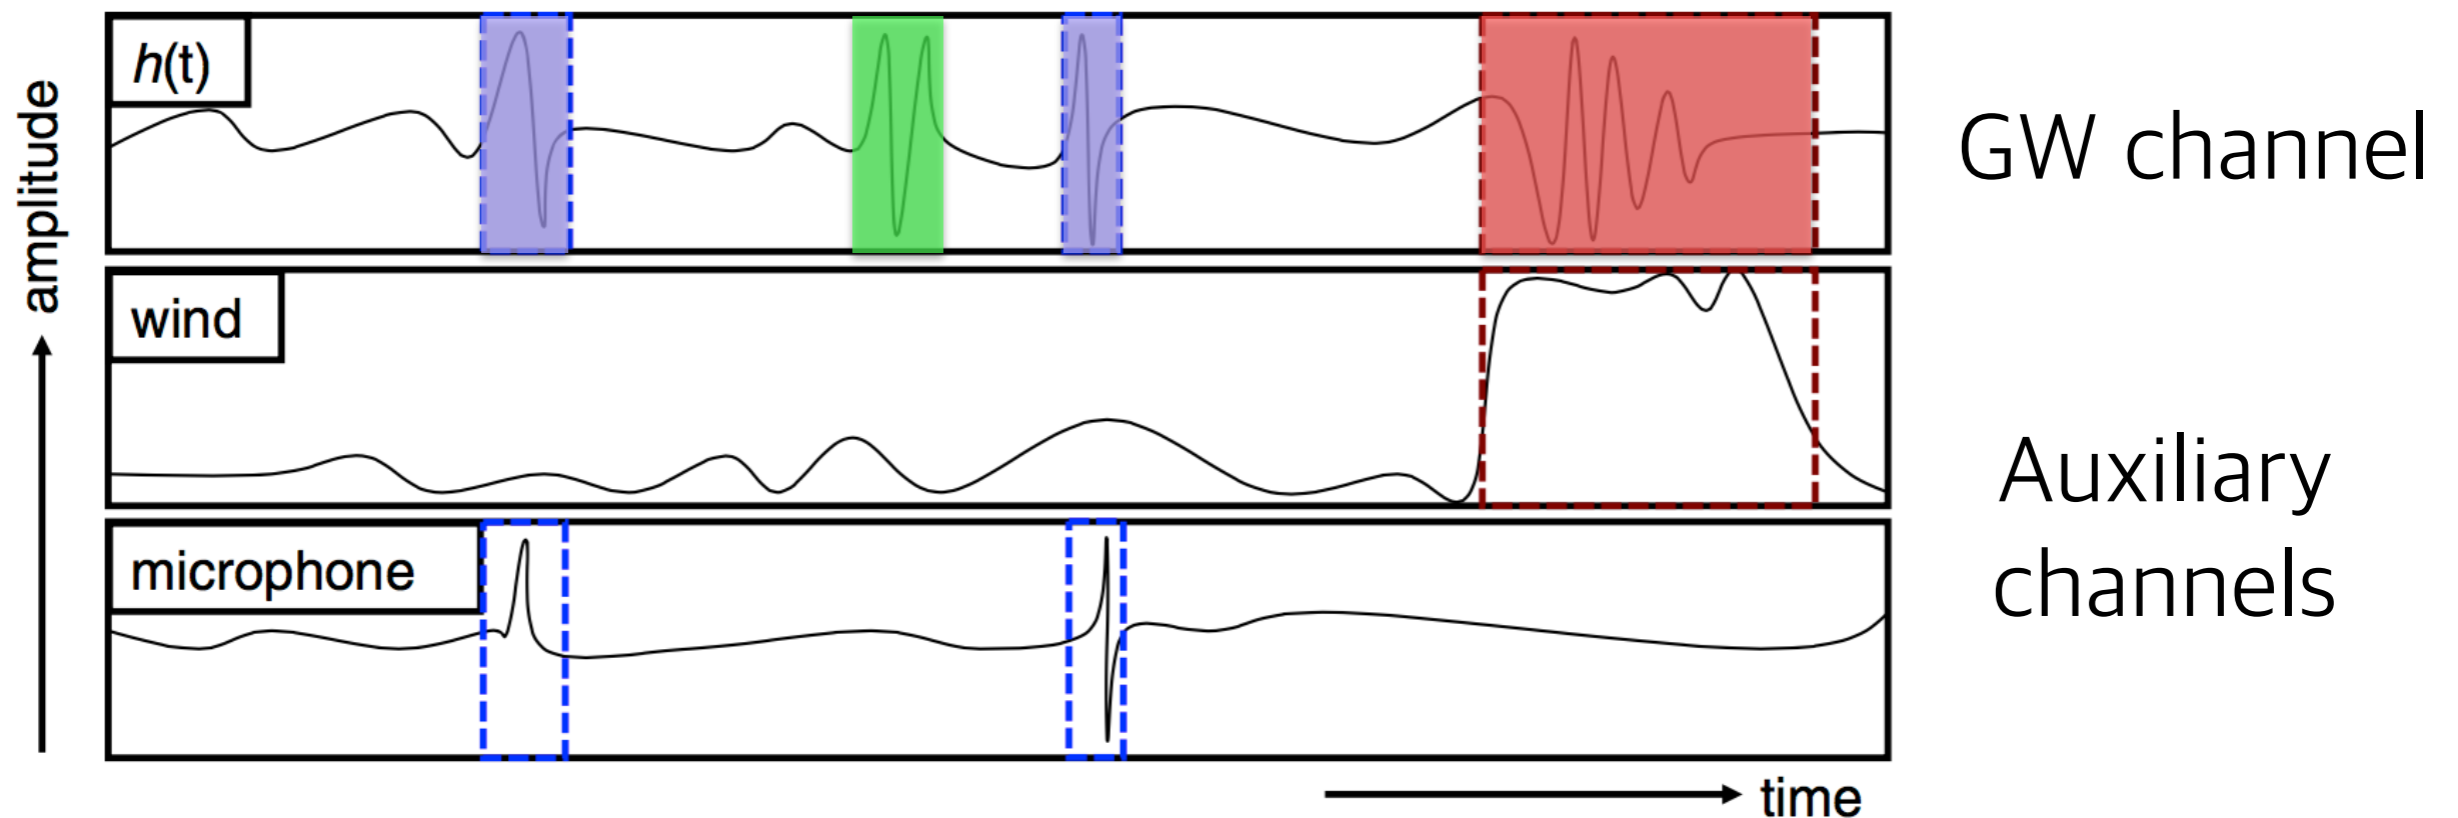 h(t)
GW channel
amplitude
wind
Auxiliary
channels
microphone
time